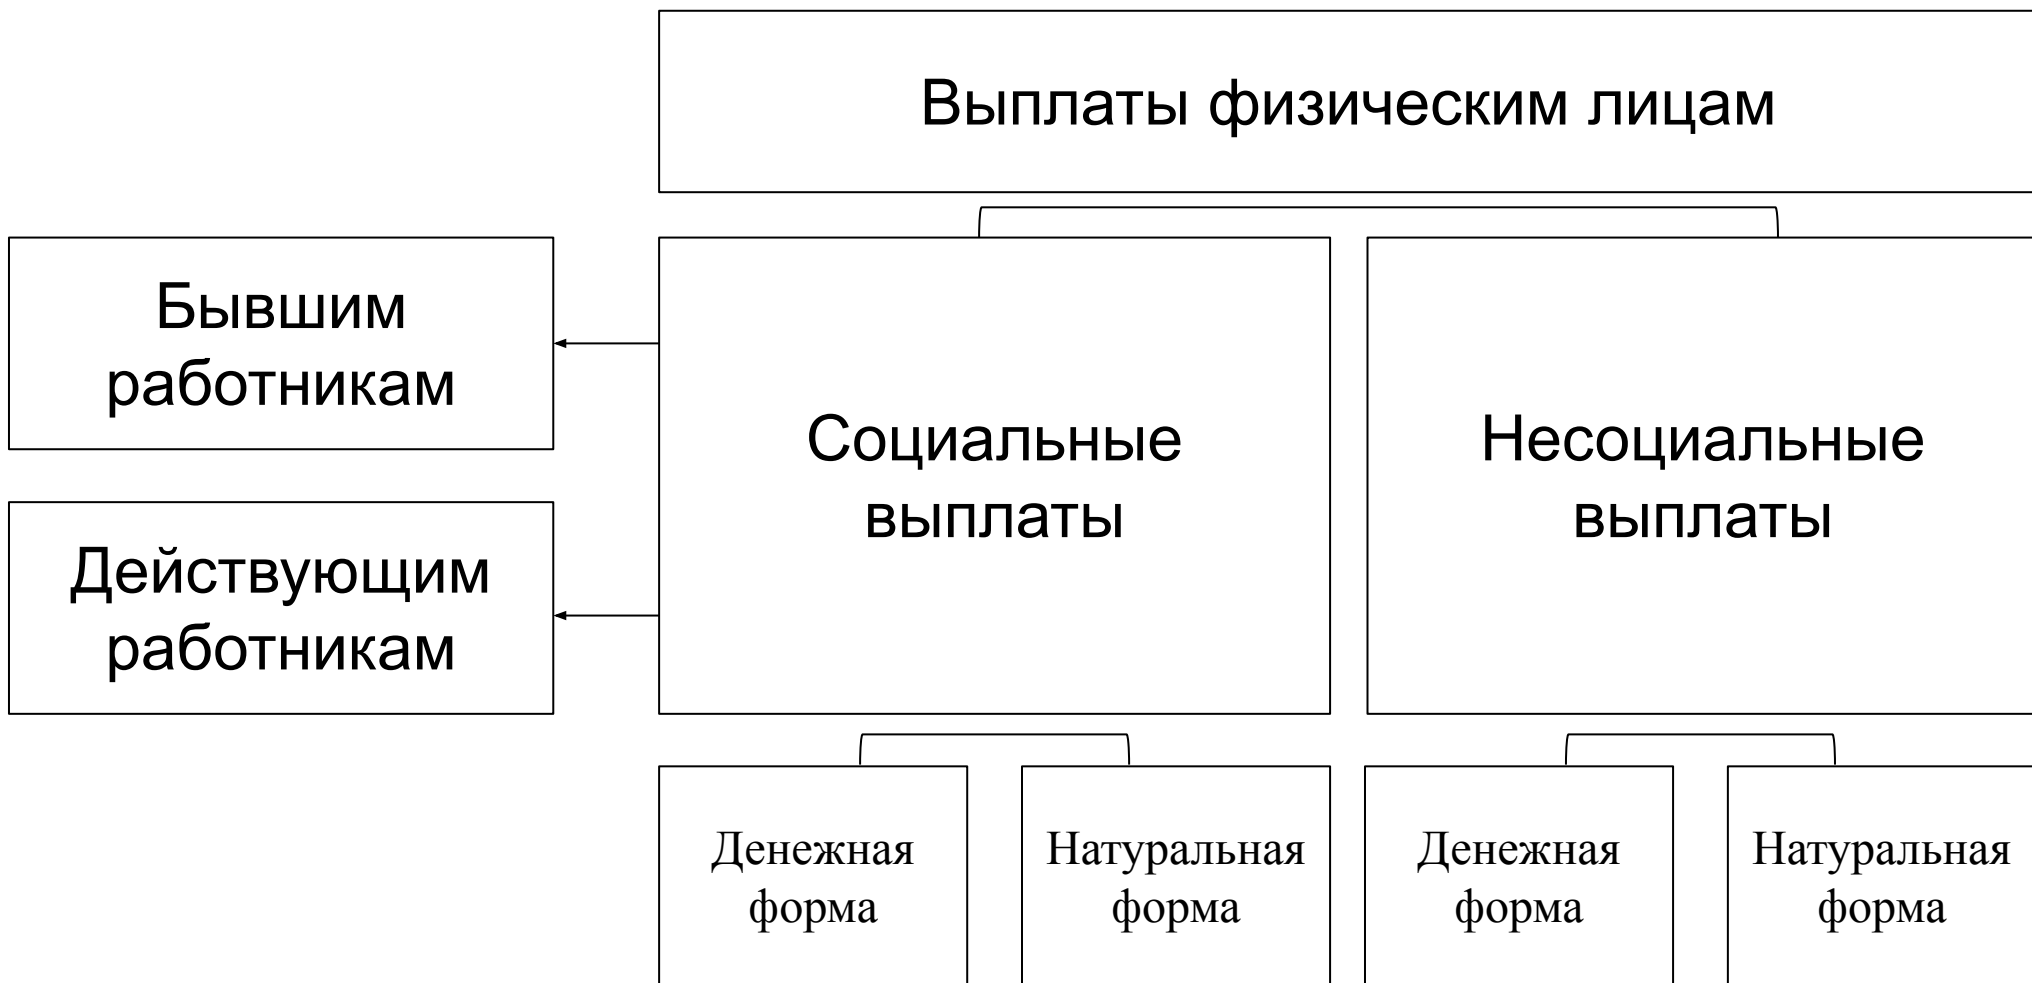 Выплаты физическим лицам
Бывшим
работникам
Действующим
работникам
Социальные
выплаты
Несоциальные
выплаты
Денежная
форма
Натуральная
форма
Денежная
форма
Натуральная
форма